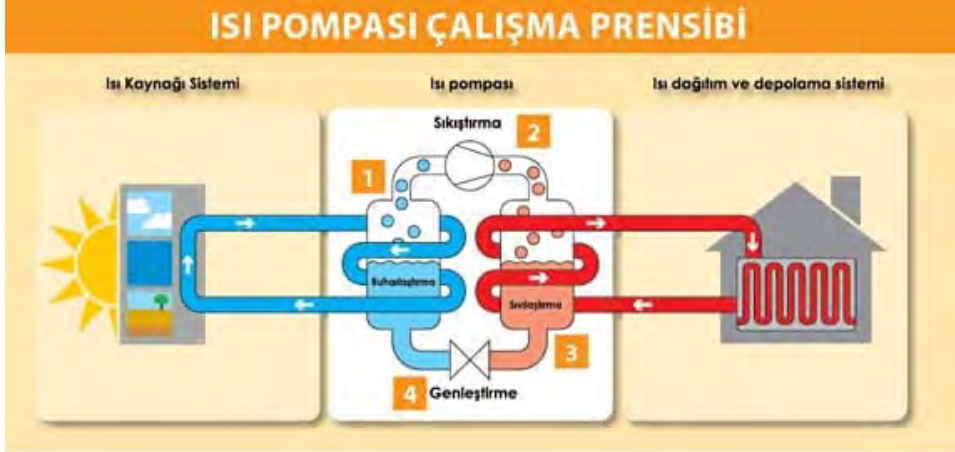 ISI POMPASI ÇALIŞMA PRENSİBİ
Isı Kaynağı Sistemi
Isı pompası
Isı dağıtım ve depolama sistemi
Sıkıştırma
2
1
Buharlaştırma
Sıvılaştırma
3
4
Genleştirme